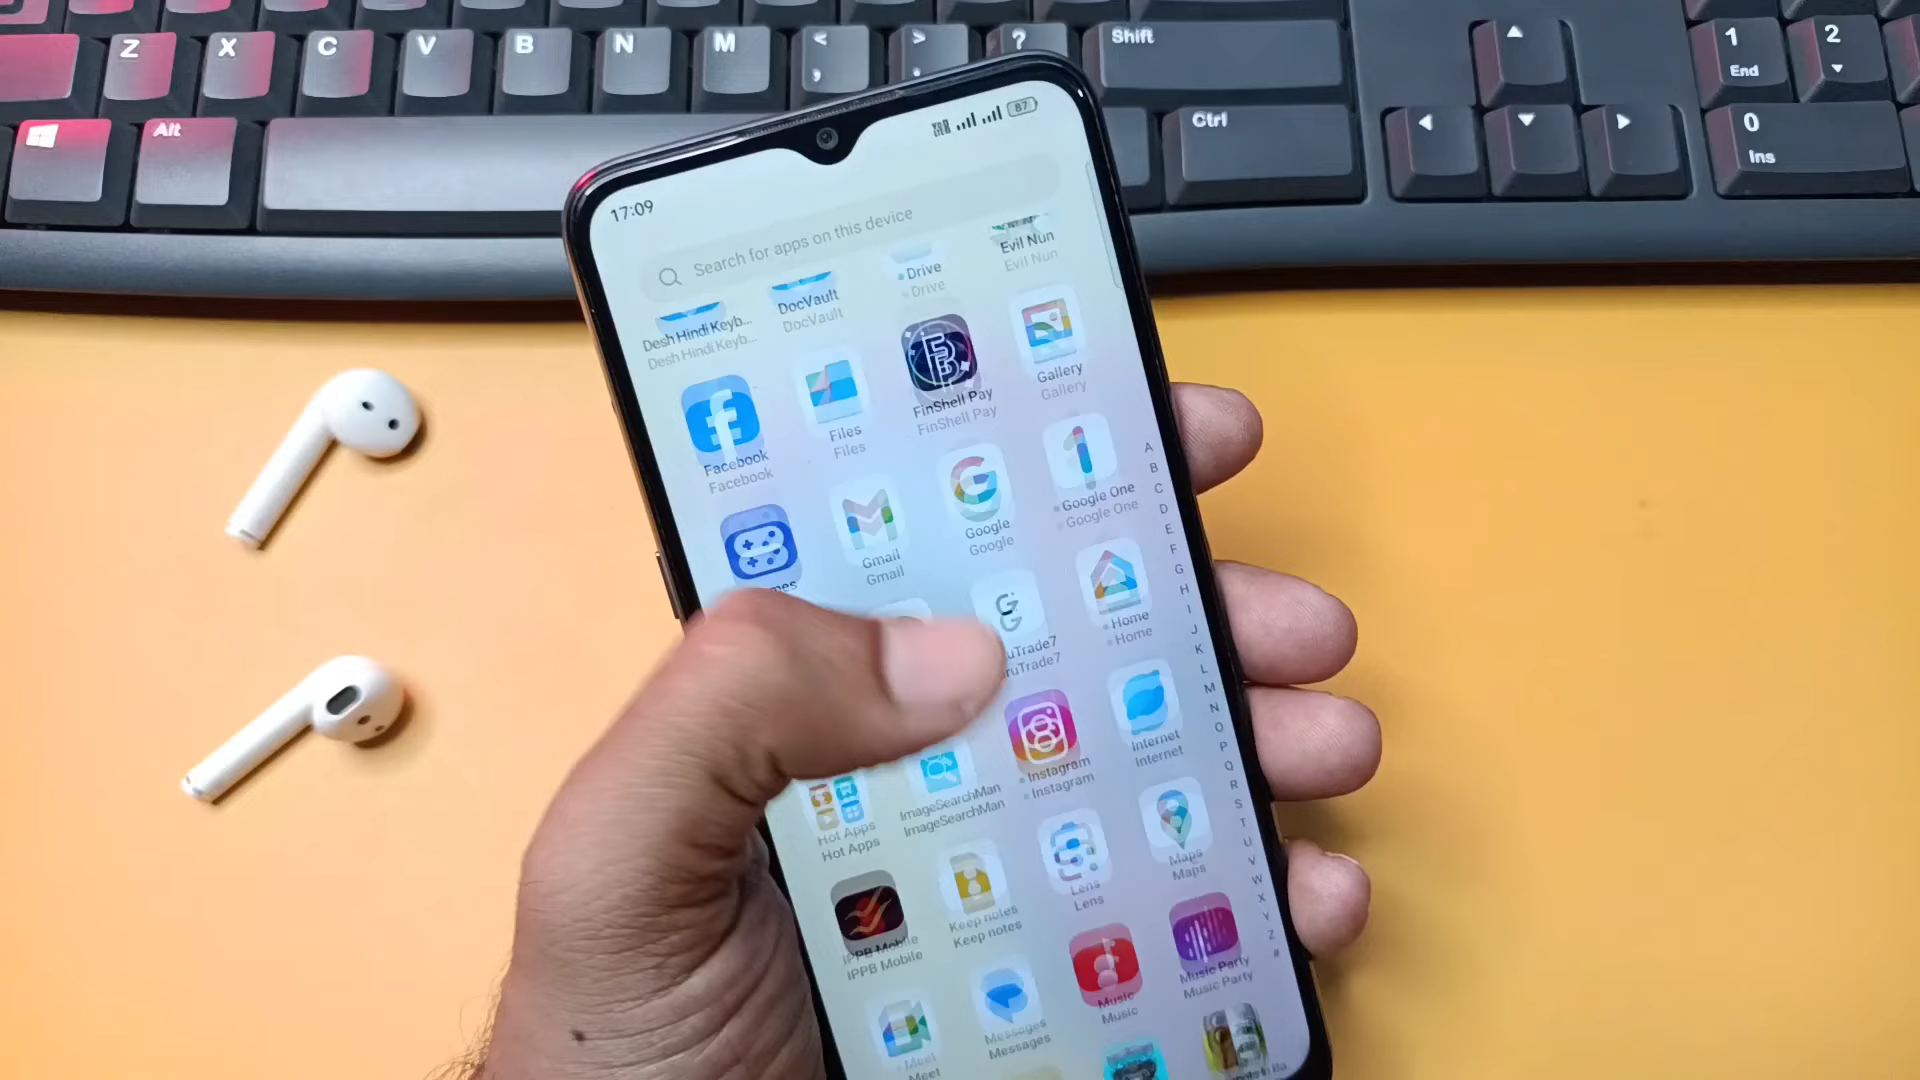 Z X C V B N M < , > . ? Shift
1 End 2
Alt
Ctrl
0 Ins
17:09
87
Search for apps on this device
Evil Nun
Evil Nun
Drive
Drive
DocVault
DocVault
Desh Hindi Keyb...
Desh Hindi Keyb...
Gallery
Gallery
FinShell Pay
FinShell Pay
Files
Files
Facebook
Facebook
Google One
Google One
Google
Google
Gmail
Gmail
Home
Home
Internet
Internet
Instagram
Instagram
ImageSearchMan
ImageSearchMan
Hot Apps
Hot Apps
Maps
Maps
Lens
Lens
Keep notes
Keep notes
IPPB Mobile
IPPB Mobile
Music Party
Music Party
Music
Music
Messages
Messages
Meet
Meet
A
B
C
D
E
F
G
H
I
J
K
L
M
N
O
P
Q
R
S
T
U
V
W
X
Y
Z
#